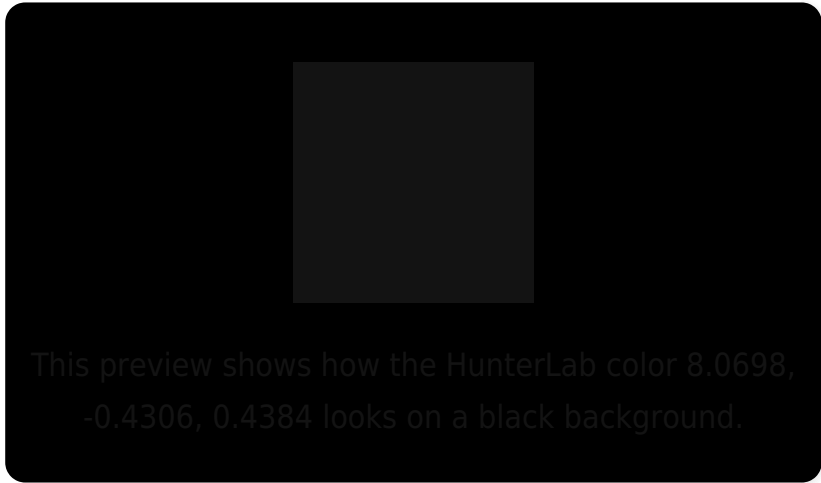 This preview shows how the HunterLab color 8.0698,
-0.4306, 0.4384 looks on a black background.